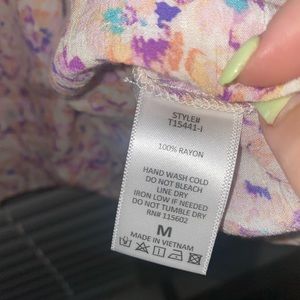 STYLE#
T15441-I
100% RAYON
HAND WASH COLD
DO NOT BLEACH
LINE DRY
IRON LOW IF NEEDED
DO NOT TUMBLE DRY
RN# 115602
M
MADE IN VIETNAM